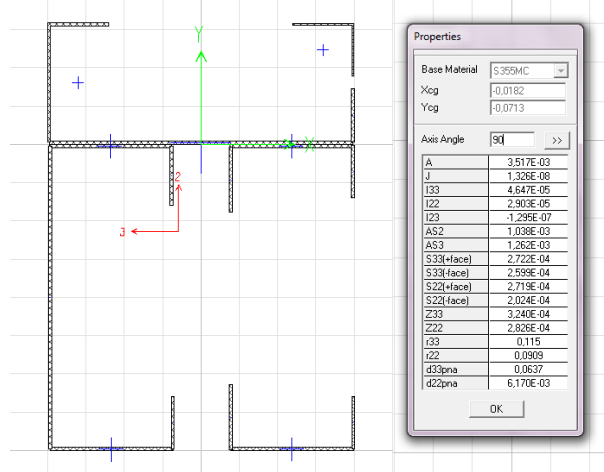 Y
X
2
3
Properties
Base Material S355MC
Xcg -0,0182
Ycg -0,0713
Axis Angle 90 >>
A 3,517E-03
J 1,326E-08
I33 4,647E-05
I22 2,903E-05
I23 -1,295E-07
AS2 1,038E-03
AS3 1,262E-03
S33(+face) 2,722E-04
S33(-face) 2,599E-04
S22(+face) 2,719E-04
S22(-face) 2,024E-04
Z33 3,240E-04
Z22 2,826E-04
r33 0,115
r22 0,0909
d33pna 0,0637
d22pna 6,170E-03
OK